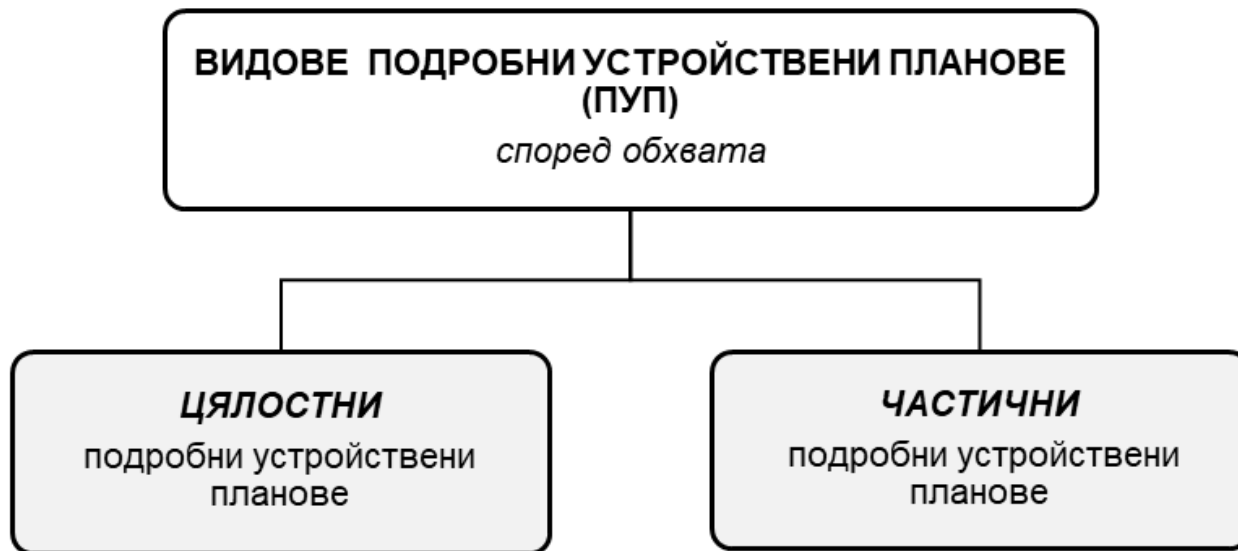 ВИДОВЕ ПОДРОБНИ УСТРОЙСТВЕНИ ПЛАНОВЕ
(ПУП)
според обхвата
ЦЯЛОСТНИ
подробни устройствени
планове
ЧАСТИЧНИ
подробни устройствени
планове